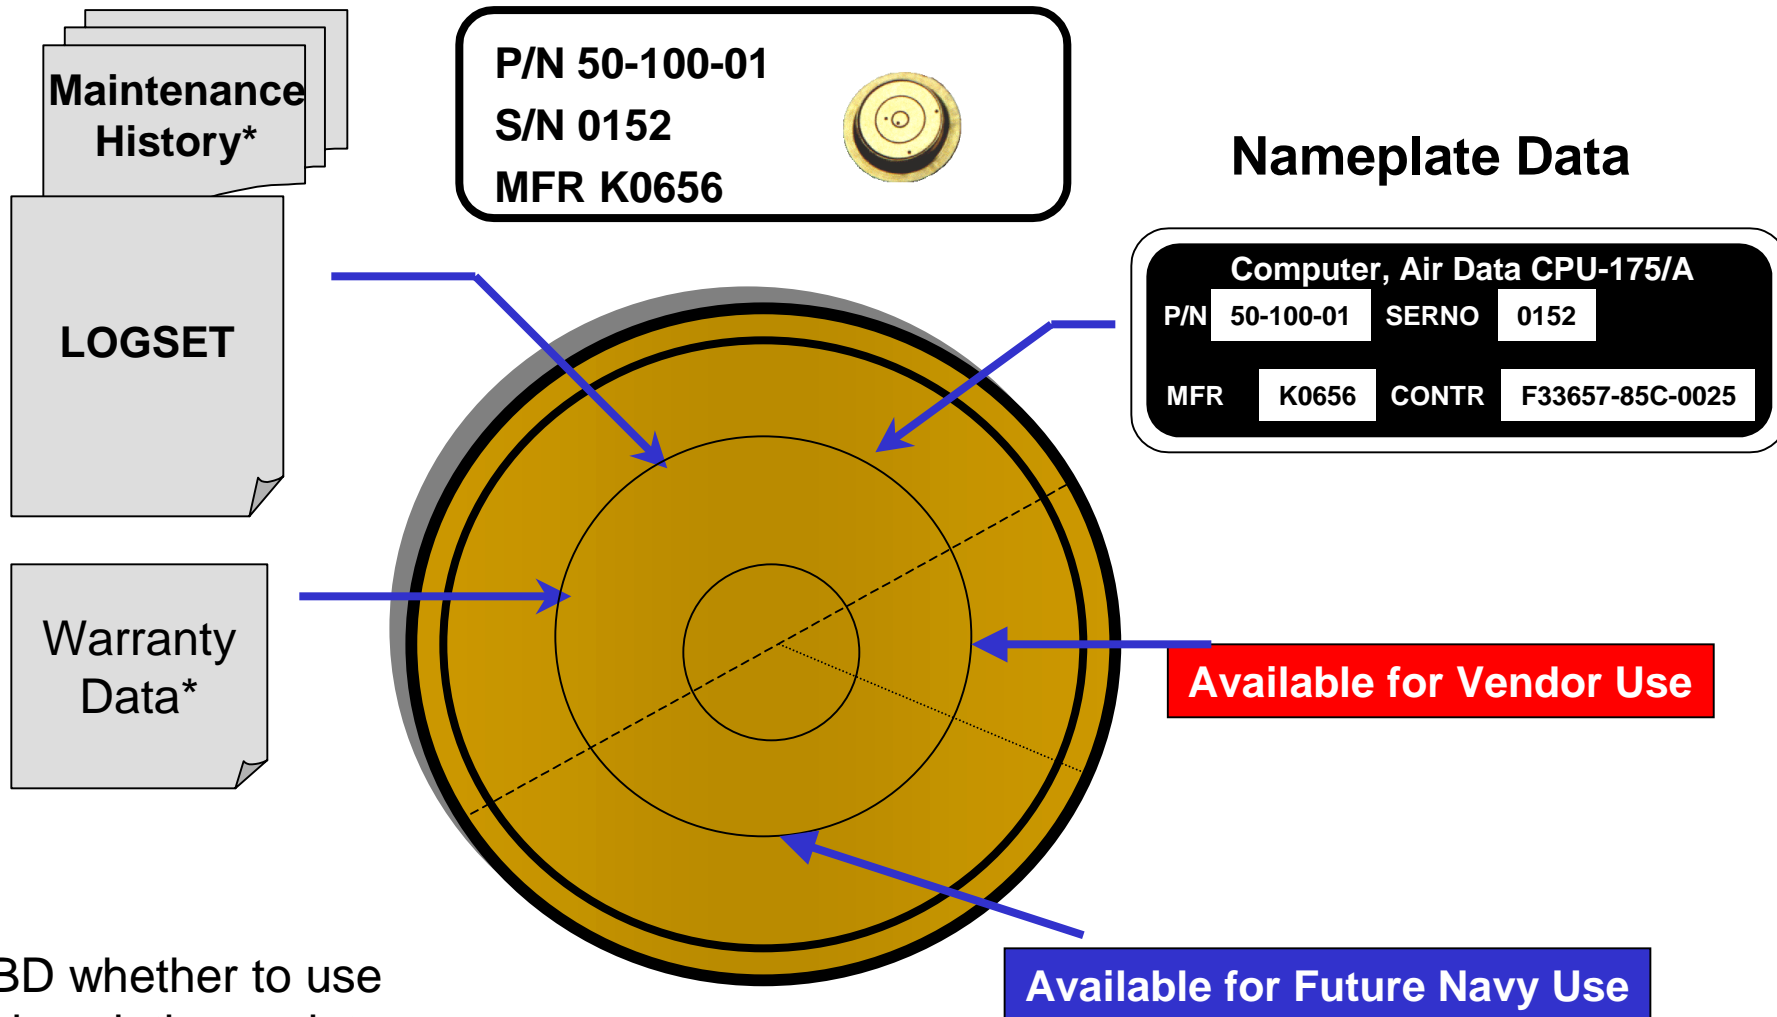 Maintenance
History*
LOGSET
Warranty
Data*
P/N 50-100-01
S/N 0152
MFR K0656
Nameplate Data
Computer, Air Data CPU-175/A
P/N 50-100-01 SERNO 0152
MFR K0656 CONTR F33657-85C-0025
Available for Vendor Use
Available for Future Navy Use
BD whether to use